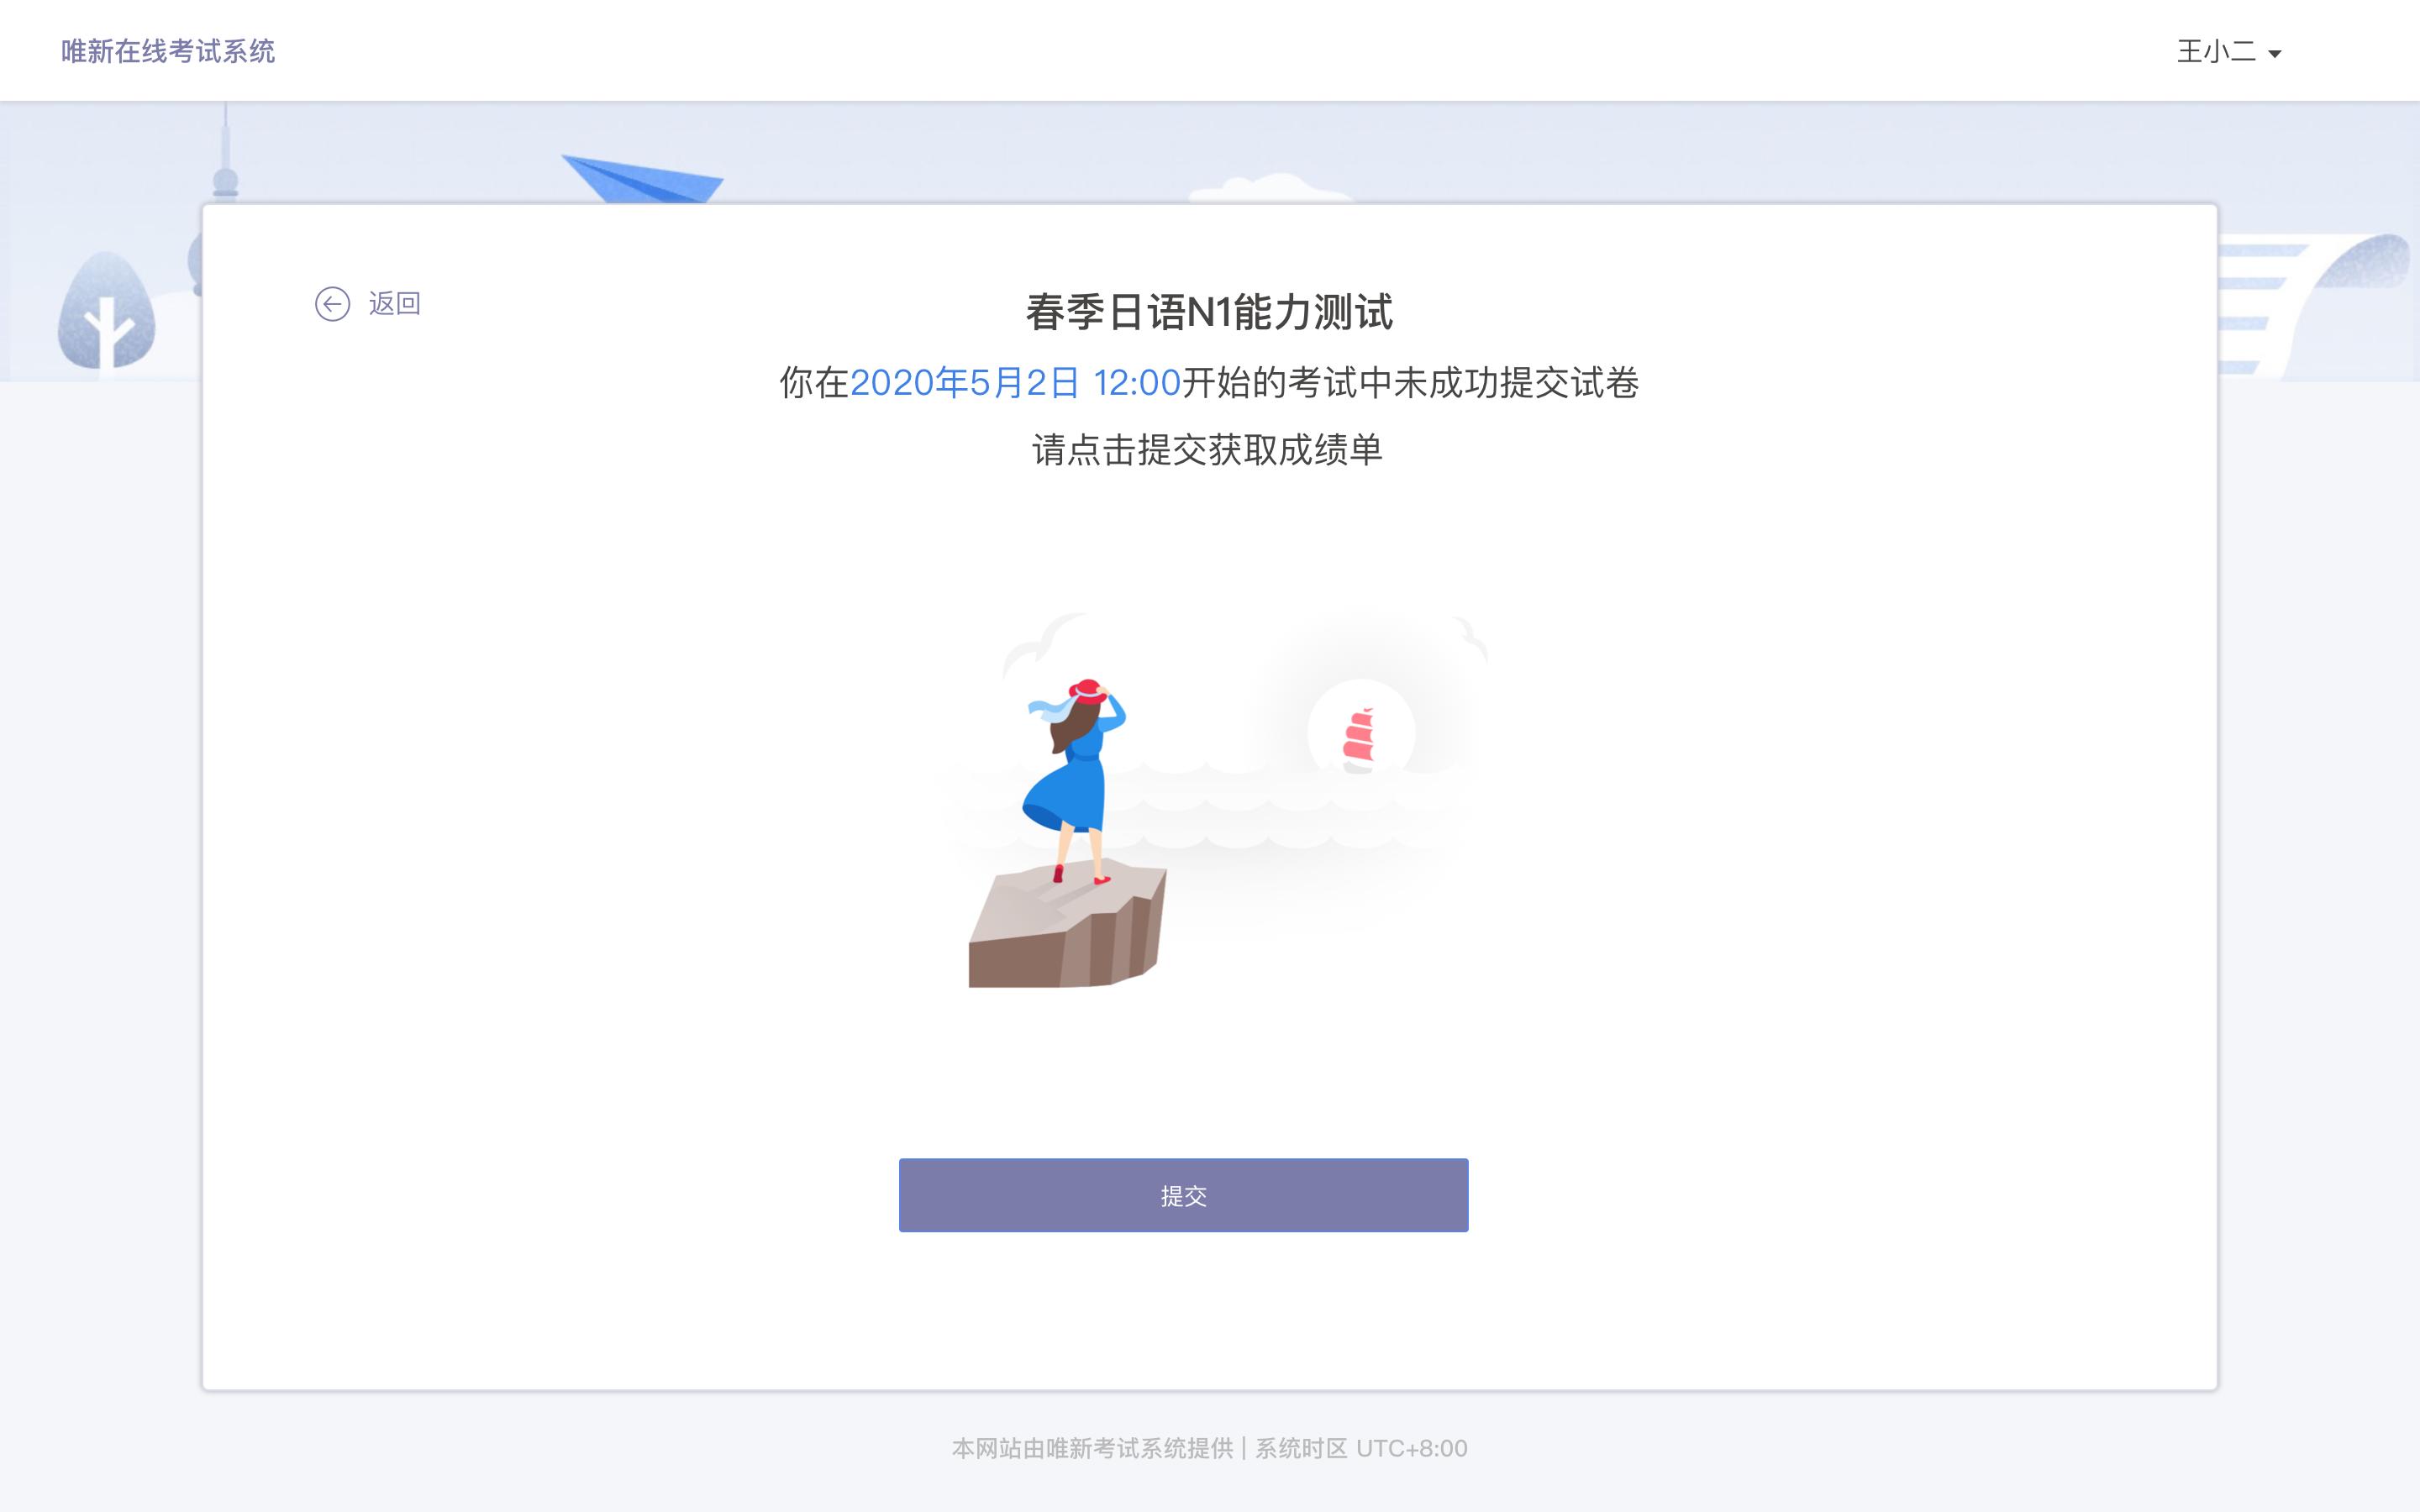 唯新在线考试系统
王小二
返回
春季日语N1能力测试
你在2020年5月2日 12:00开始的考试中未成功提交试卷
请点击提交获取成绩单
提交
本网站由唯新考试系统提供 | 系统时区 UTC+8:00